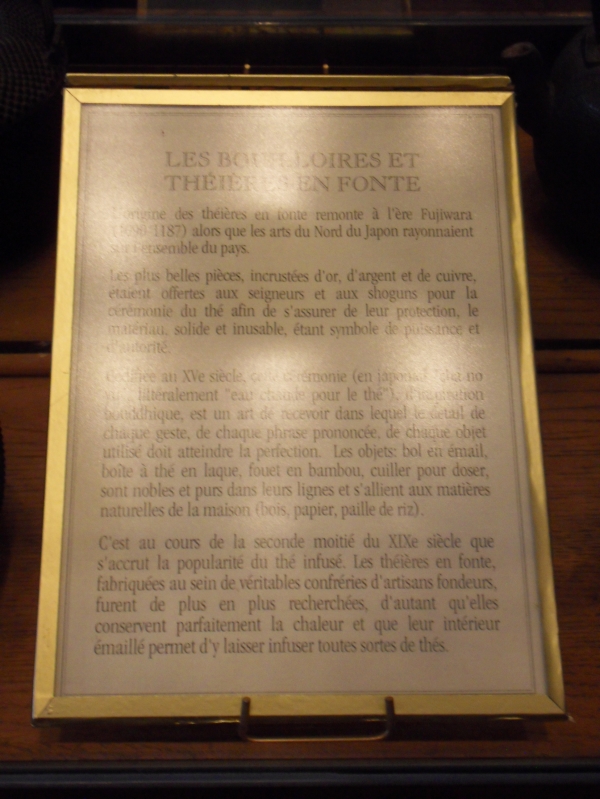 LES BOUILLOIRES ET
THÉIÈRES EN FONTE
L'origine des théières en fonte remonte à l'ère Fujiwara
(1090-1187) alors que les arts du Nord du Japon rayonnaient
sur l'ensemble du pays.
Les plus belles pièces, incrustées d'or, d'argent et de cuivre,
étaient offertes aux seigneurs et aux shoguns pour la
cérémonie du thé afin de s'assurer de leur protection, le
matériau, solide et inusable, étant symbole de puissance et
d'autorité.
Codifiée au XVe siècle, cette cérémonie (en japonais "cha no
yu", littéralement "eau chaude pour le thé"), d'inspiration
bouddhique, est un art de recevoir dans lequel le détail de
chaque geste, de chaque phrase prononcée, de chaque objet
utilisé doit atteindre la perfection. Les objets: bol en émail,
boîte à thé en laque, fouet en bambou, cuiller pour doser,
sont nobles et purs dans leurs lignes et s'allient aux matières
naturelles de la maison (bois, papier, paille de riz).
C'est au cours de la seconde moitié du XIXe siècle que
s'accrut la popularité du thé infusé. Les théières en fonte,
fabriquées au sein de véritables confréries d'artisans fondeurs,
furent de plus en plus recherchées, d'autant qu'elles
conservent parfaitement la chaleur et que leur intérieur
émaillé permet d'y laisser infuser toutes sortes de thés.